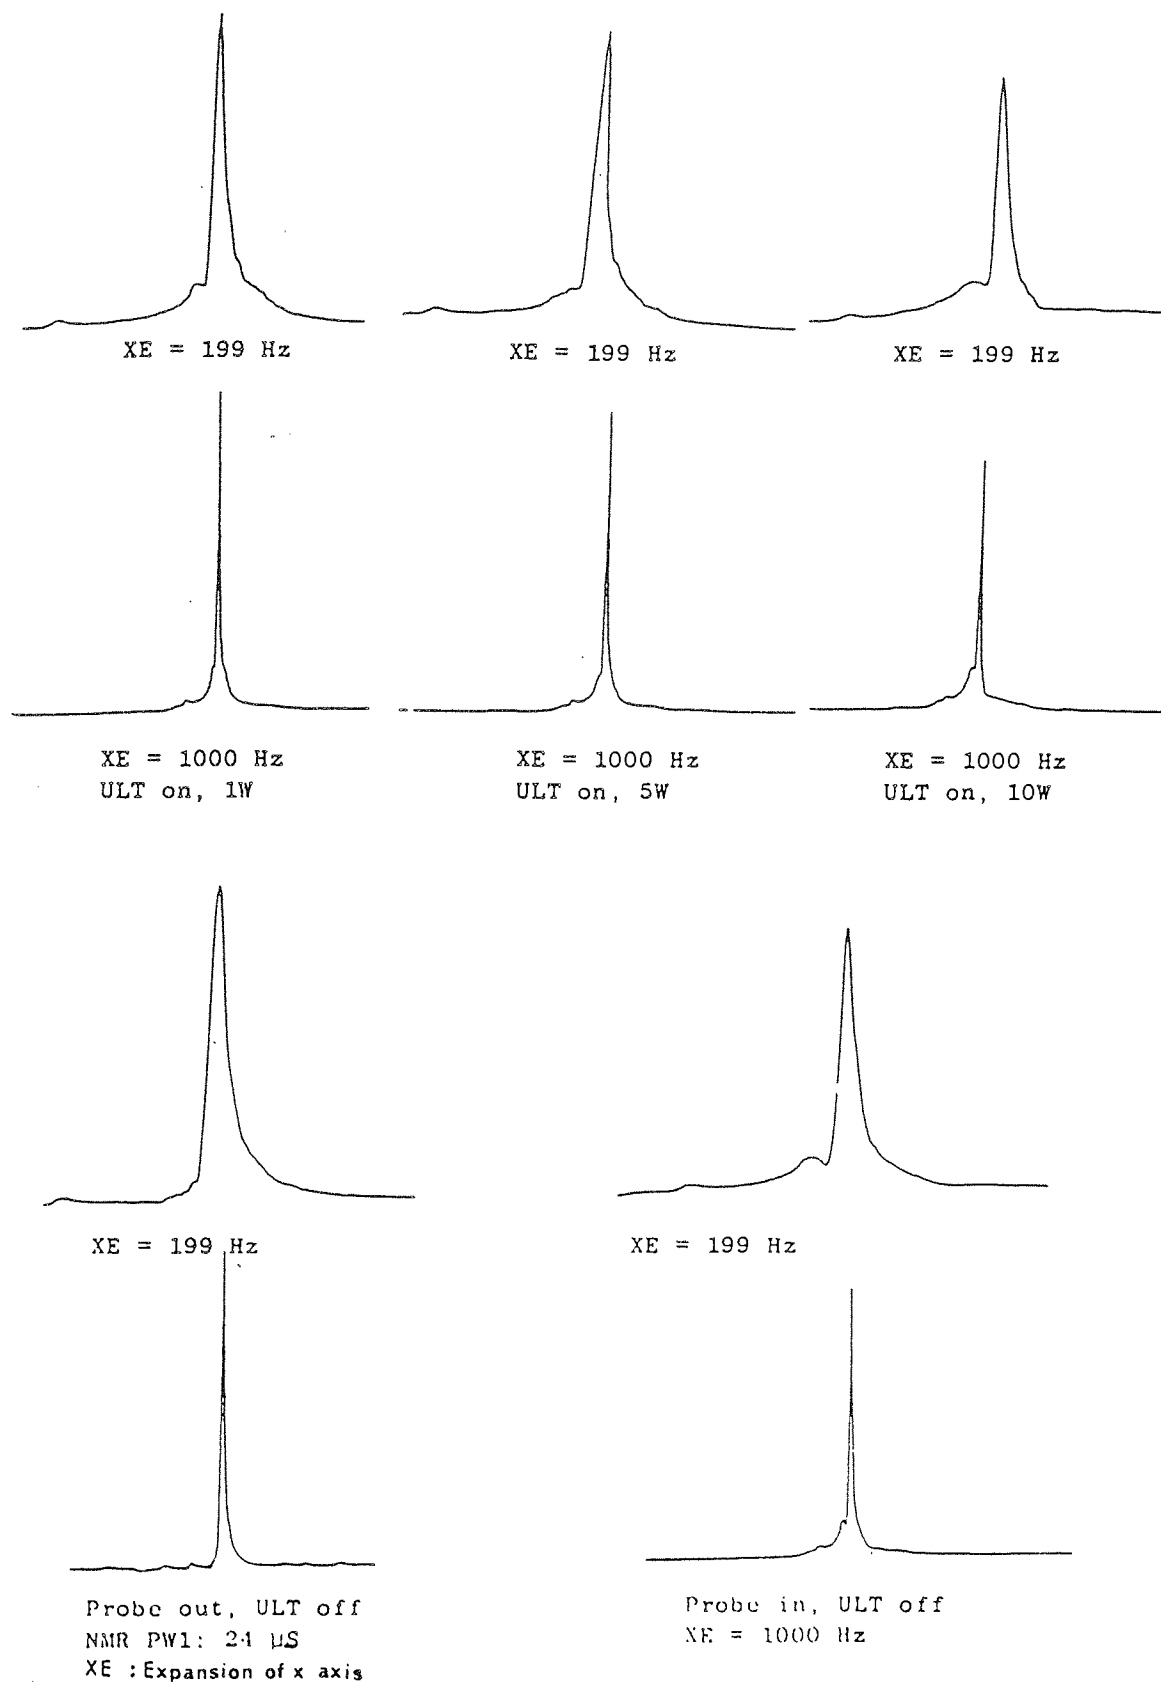 XE = 199 Hz
XE = 199 Hz
XE = 199 Hz
XE = 1000 Hz
ULT on, 1W
XE = 1000 Hz
ULT on, 5W
XE = 1000 Hz
ULT on, 10W
XE = 199 Hz
XE = 199 Hz
Probe out, ULT off
NMR PW1: 24 µS
XE : Expansion of x axis
Probe in, ULT off
XE = 1000 Hz